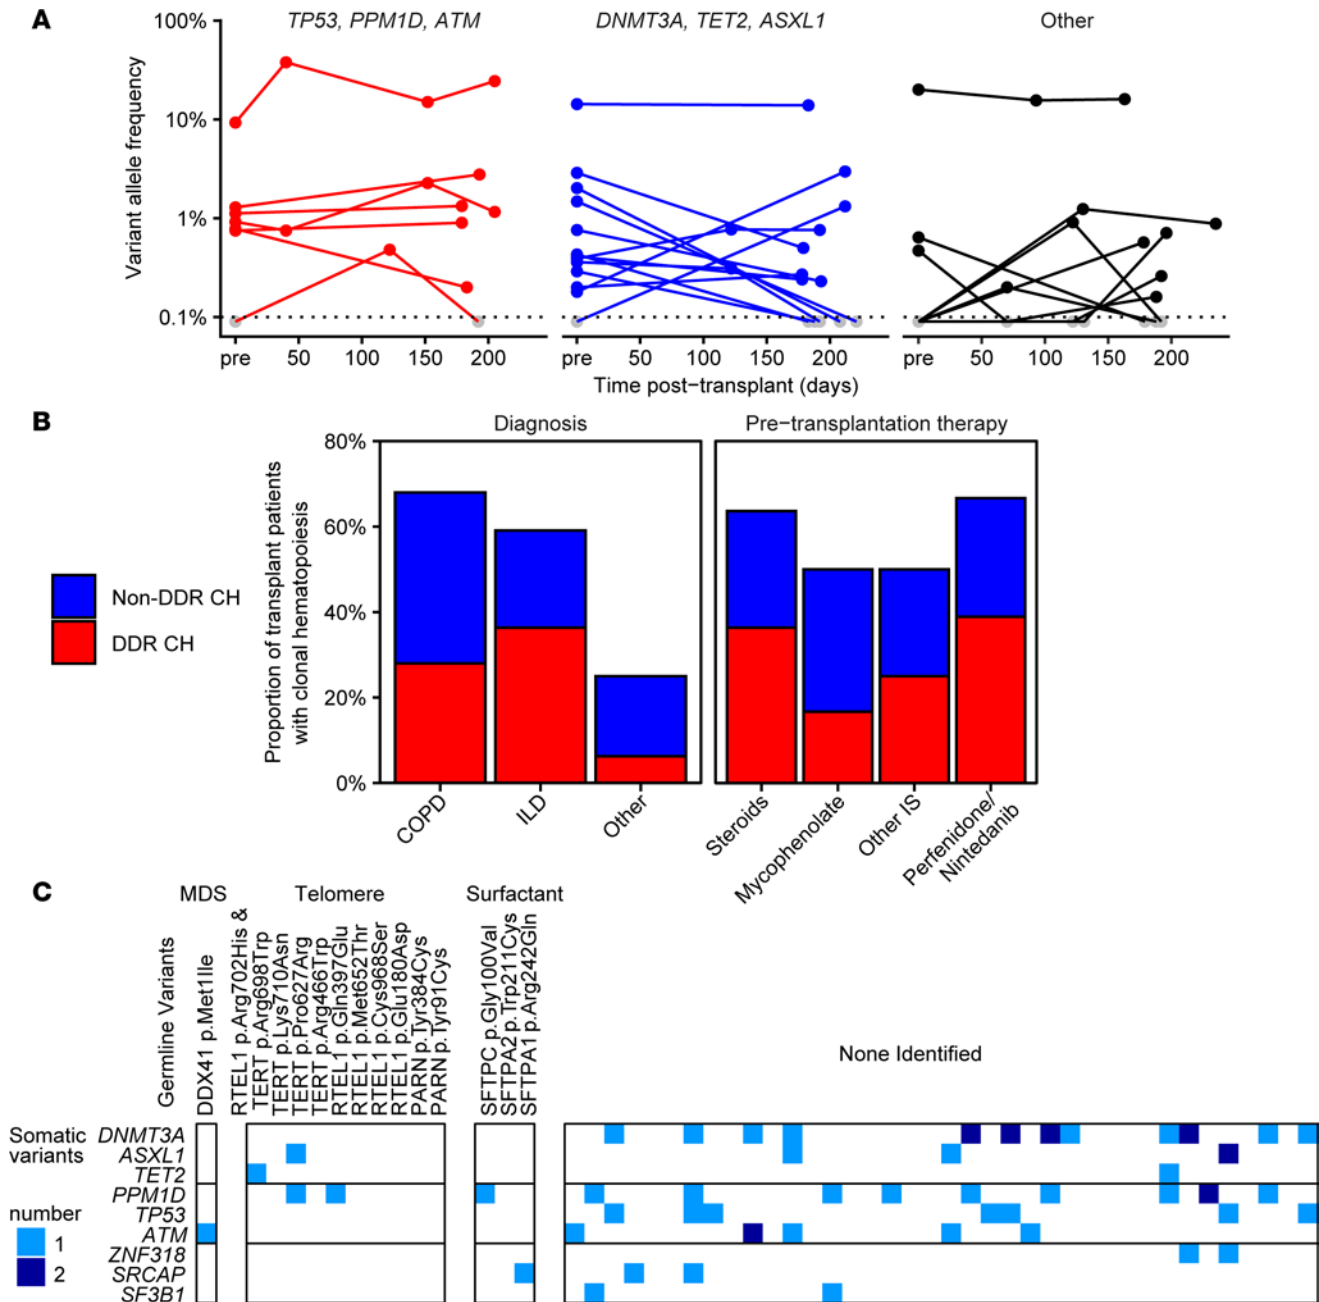 A
TP53, PPM1D, ATM
DNMT3A, TET2, ASXL1
Other
Variant allele frequency
100%
10%
1%
0.1%
pre 50 100 150 200
pre 50 100 150 200
pre 50 100 150 200
Time post−transplant (days)
B
Diagnosis
Pre−transplantation therapy
Proportion of transplant patients
with clonal hematopoiesis
80%
60%
40%
20%
0%
Non-DDR CH
DDR CH
COPD
ILD
Other
Steroids
Mycophenolate
Other IS
Perfenidone/
Nintedanib
C
MDS
Telomere
Surfactant
Germline Variants
DDX41 p.Met1Ile
RTEL1 p.Arg702His &
TERT p.Arg698Trp
TERT p.Lys710Asn
TERT p.Pro627Arg
TERT p.Arg466Trp
RTEL1 p.Gln397Glu
RTEL1 p.Met652Thr
RTEL1 p.Cys968Ser
RTEL1 p.Glu180Asp
PARN p.Tyr384Cys
PARN p.Tyr91Cys
SFTPC p.Gly100Val
SFTPA2 p.Trp211Cys
SFTPA1 p.Arg242Gln
None Identified
Somatic
variants
DNMT3A
ASXL1
TET2
PPM1D
TP53
ATM
ZNF318
SRCAP
SF3B1
number
1
2